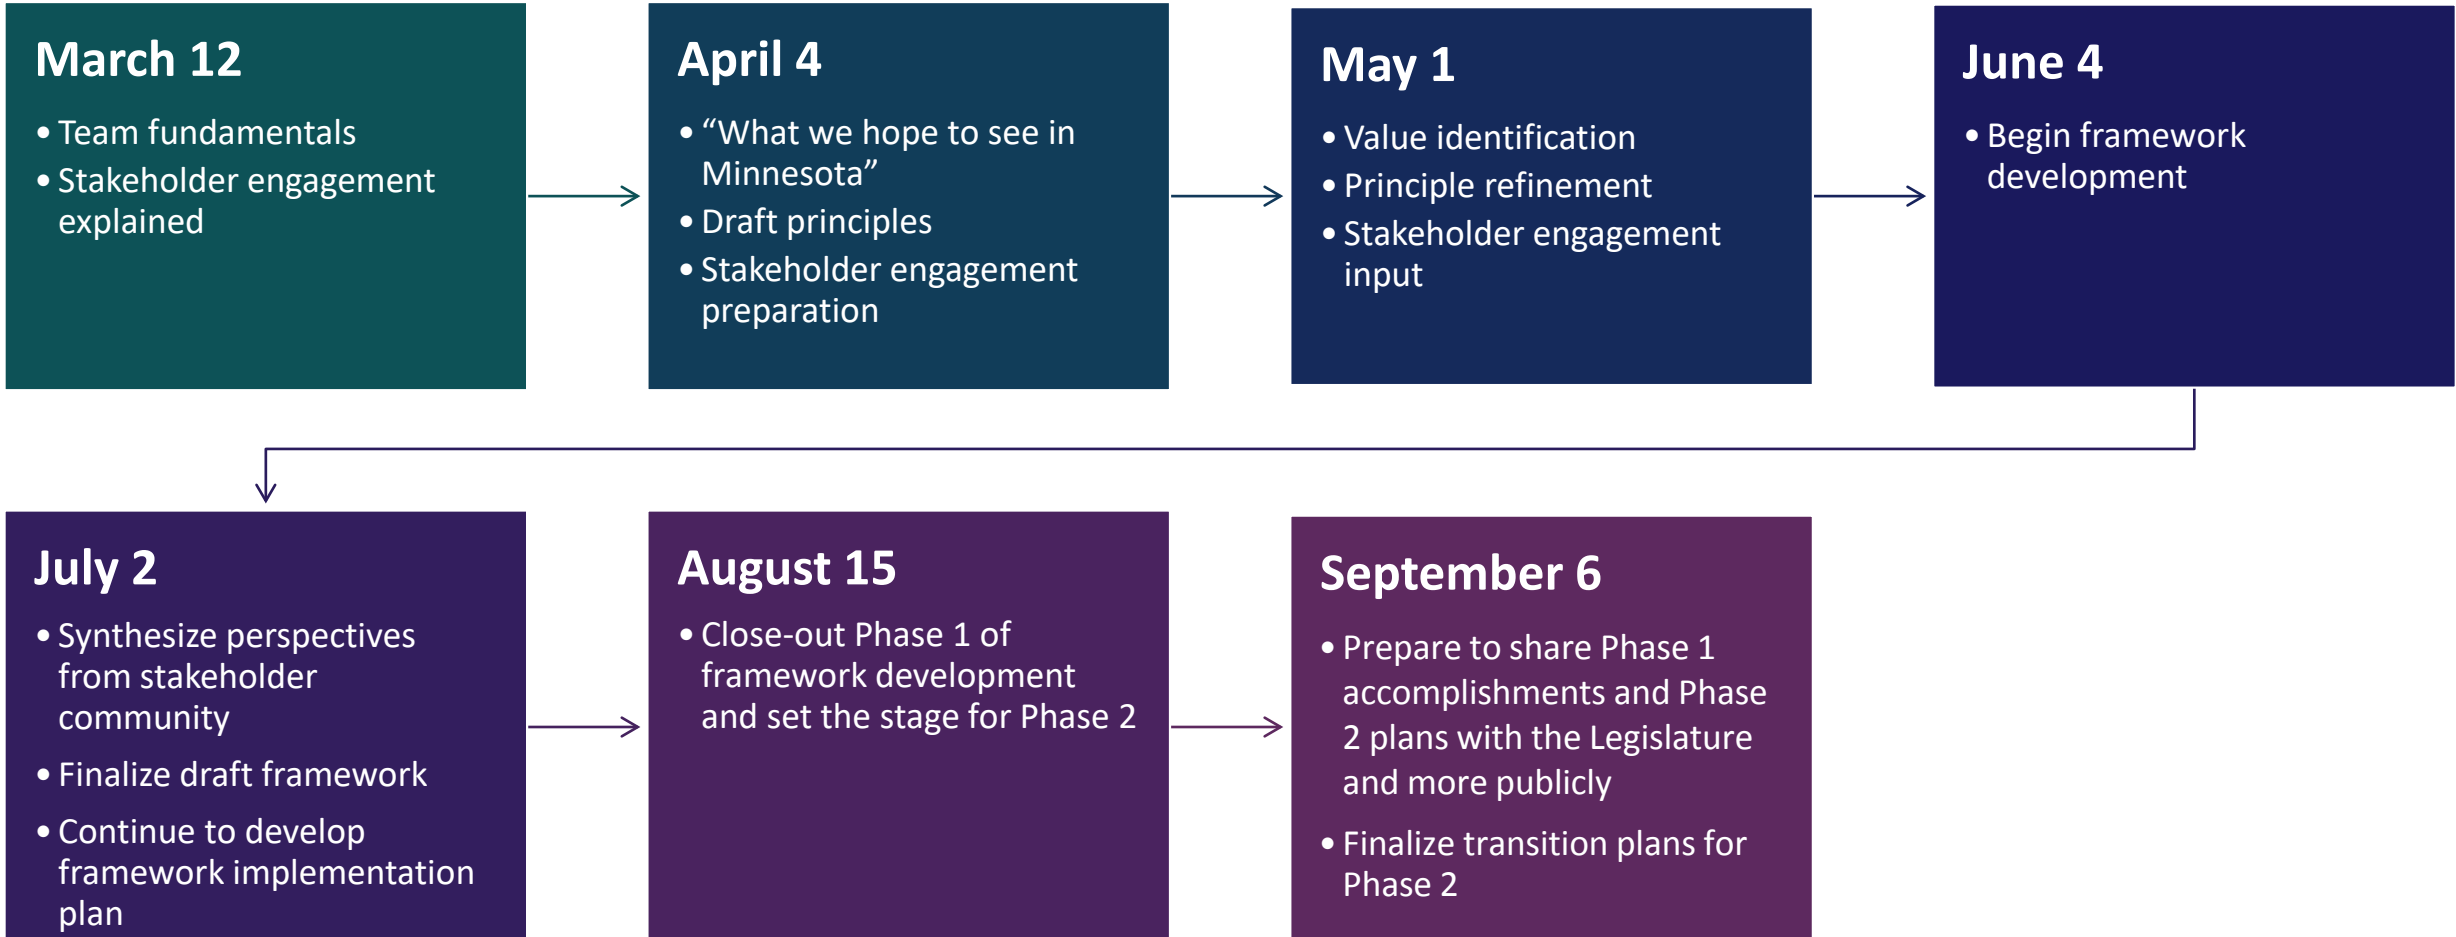 March 12
• Team fundamentals
• Stakeholder engagement
explained
April 4
• “What we hope to see in
Minnesota”
• Draft principles
• Stakeholder engagement
preparation
May 1
• Value identification
• Principle refinement
• Stakeholder engagement
input
June 4
• Begin framework
development
July 2
• Synthesize perspectives
from stakeholder
community
• Finalize draft framework
• Continue to develop
framework implementation
plan
August 15
• Close-out Phase 1 of
framework development
and set the stage for Phase 2
September 6
• Prepare to share Phase 1
accomplishments and Phase
2 plans with the Legislature
and more publicly
• Finalize transition plans for
Phase 2